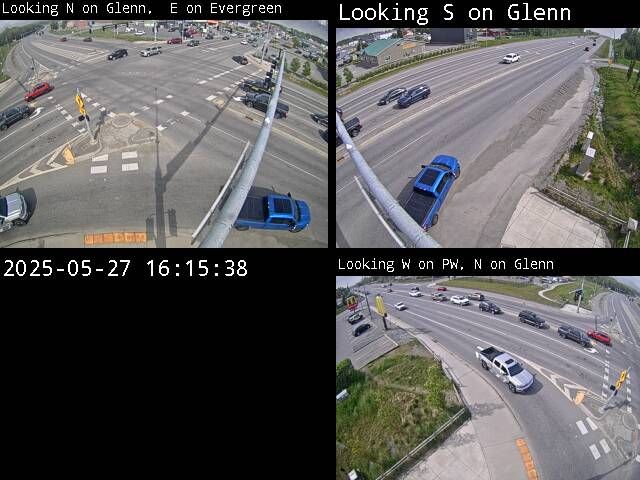 Looking N on Glenn, E on Evergreen
Looking S on Glenn
2025-05-27 16:15:38
Looking W on PW, N on Glenn